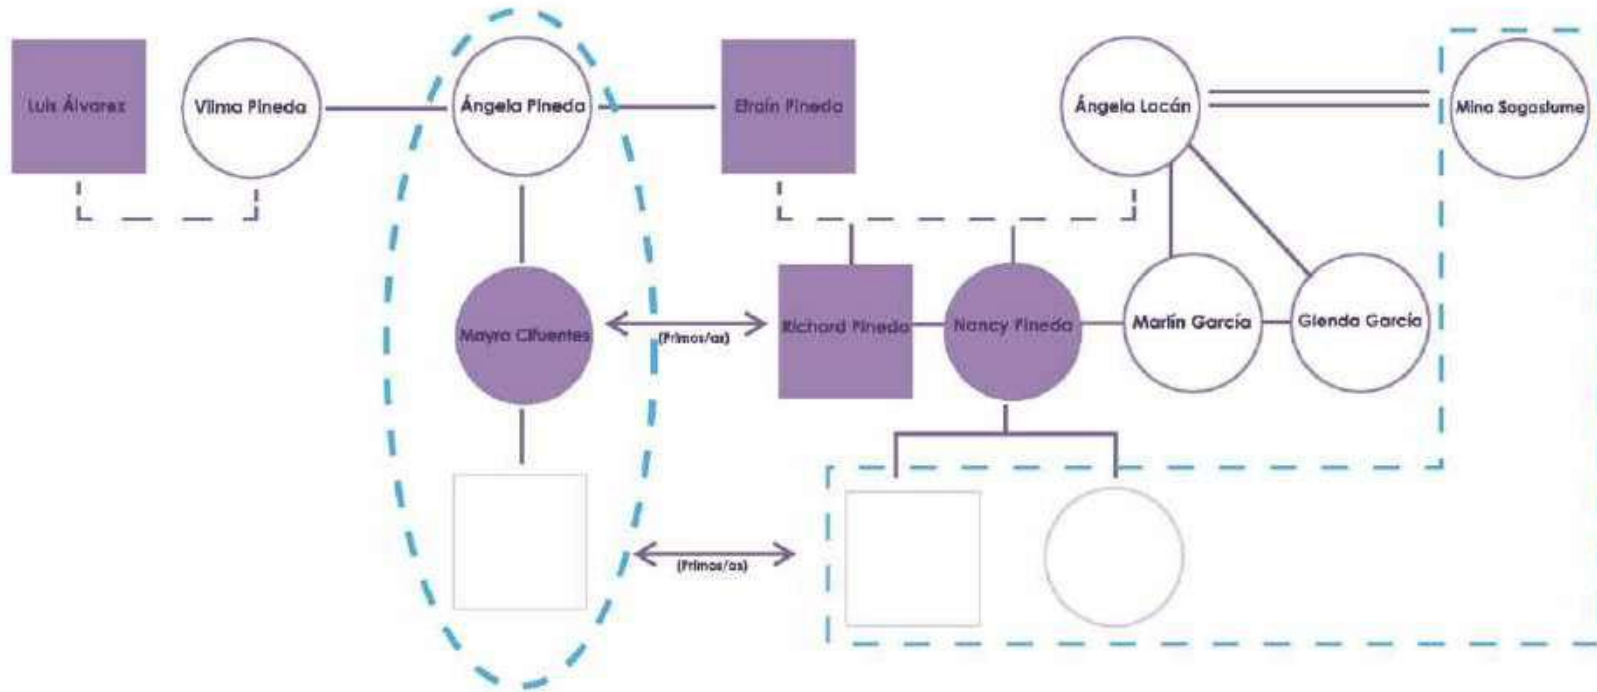 Luis Álvarez
Vilma Pineda
Ángela Pineda
Efraín Pineda
Ángela Lacán
Mina Sagastume
Mayra Cifuentes
(Primos/as)
Richard Pineda
Nancy Pineda
Marlin García
Glenda García
(Primos/as)